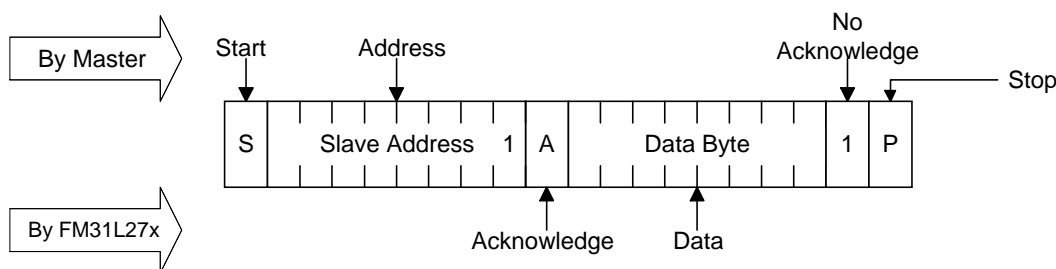 No
Acknowledge
Start
Address
By Master
Stop
S
Slave Address 1
A
Data Byte
1
P
By FM31L27x
Acknowledge
Data